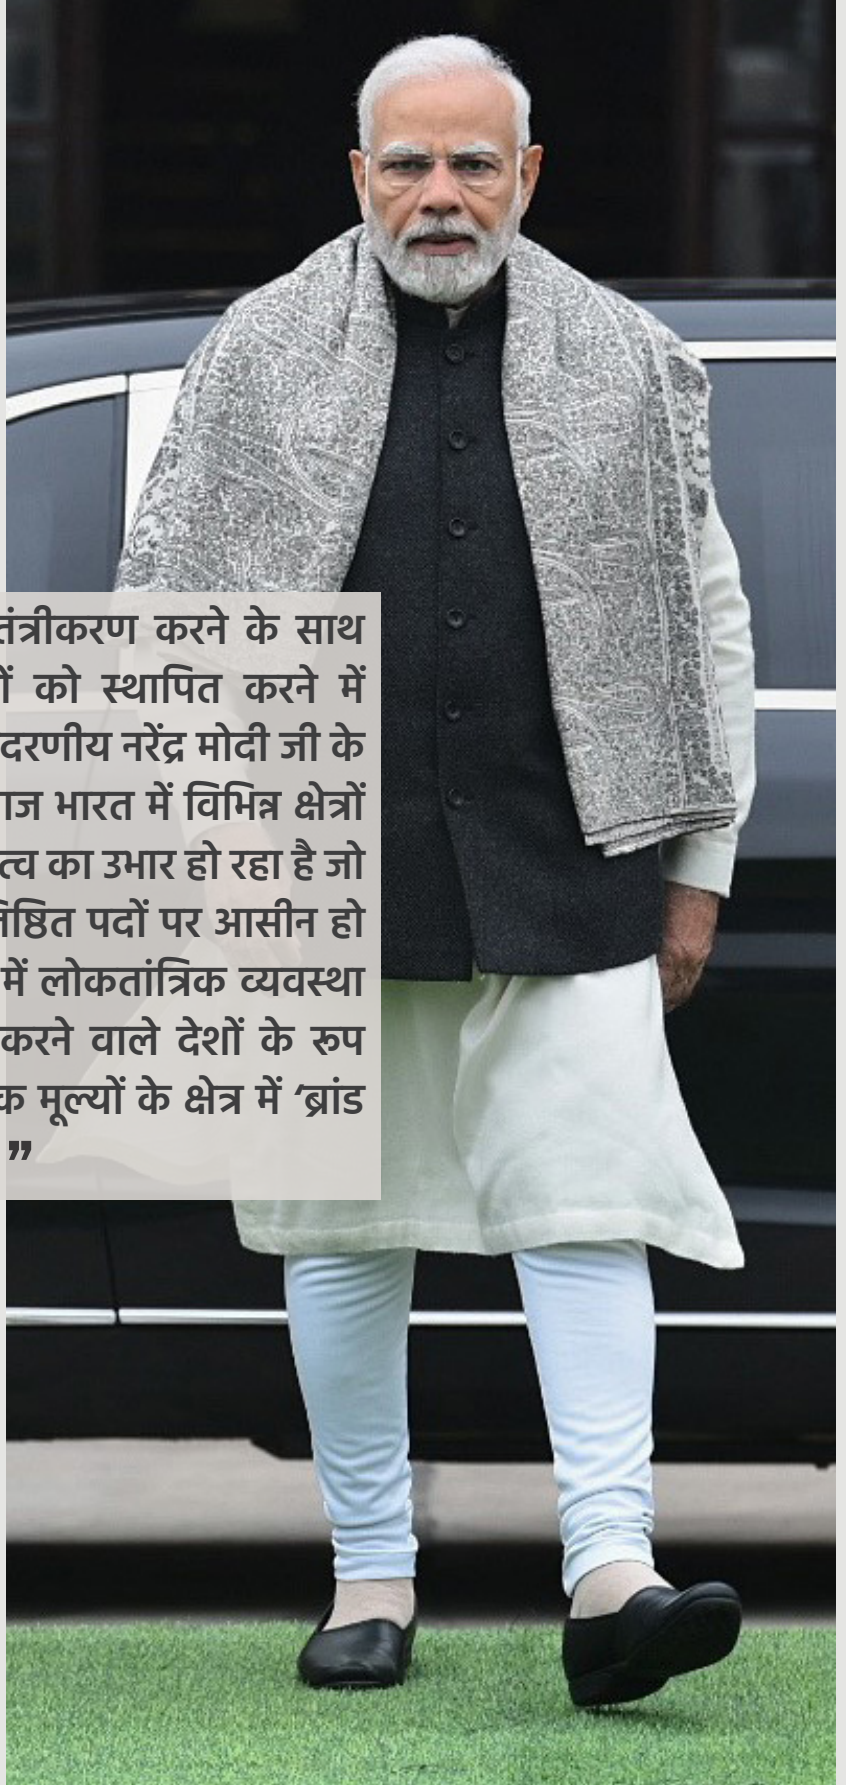 तंत्रीकरण करने के साथ
को स्थापित करने में
दरणीय नरेंद्र मोदी जी के
भारत में विभिन्न क्षेत्रों
त्व का उभार हो रहा है जो
पदों पर आसीन हो
में लोकतांत्रिक व्यवस्था
करने वाले देशों के रूप
क मूल्यों के क्षेत्र में ‘ब्रांड
”